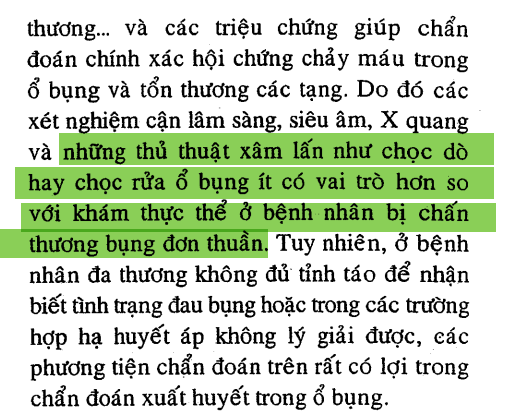 thương... và các triệu chứng giúp chẩn
đoán chính xác hội chứng chảy máu trong
ổ bụng và tổn thương các tạng. Do đó các
xét nghiệm cận lâm sàng, siêu âm, X quang
và những thủ thuật xâm lấn như chọc dò
hay chọc rửa ổ bụng ít có vai trò hơn so
với khám thực thể ở bệnh nhân bị chấn
thương bụng đơn thuần. Tuy nhiên, ở bệnh
nhân đa thương không đủ tỉnh táo để nhận
biết tình trạng đau bụng hoặc trong các trường
hợp hạ huyết áp không lý giải được, các
phương tiện chẩn đoán trên rất có lợi trong
chẩn đoán xuất huyết trong ổ bụng.